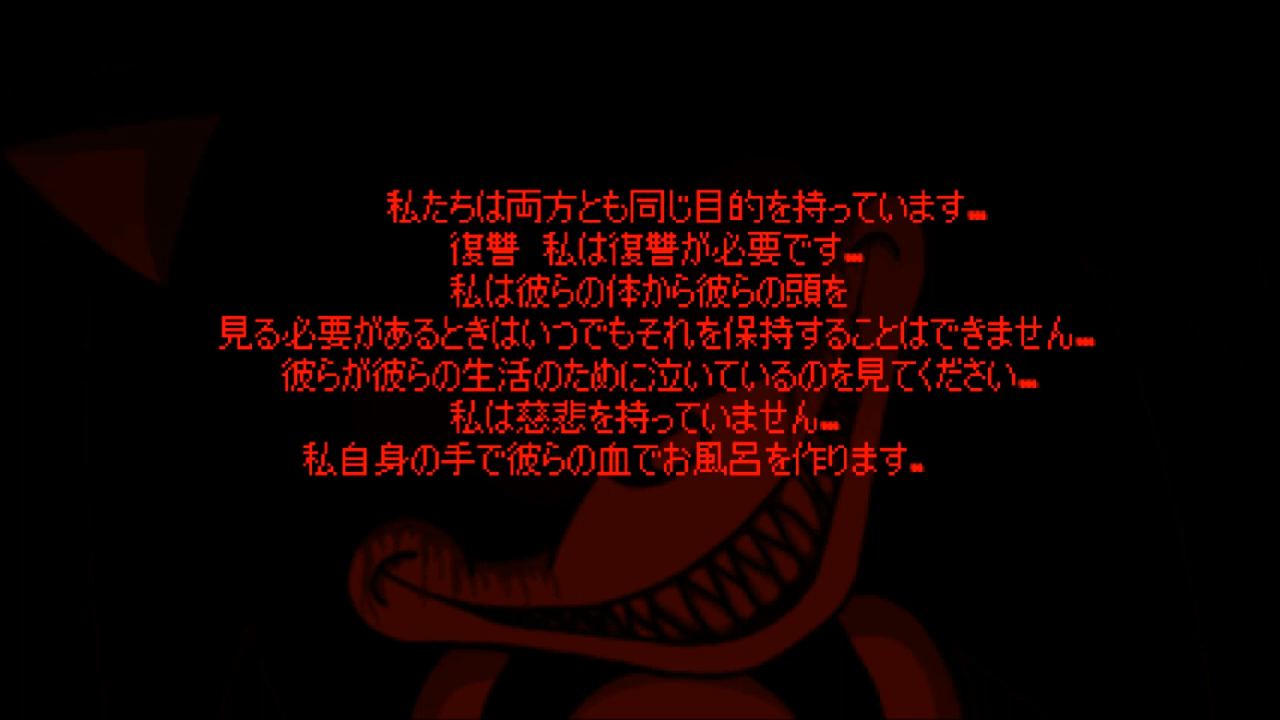 私たちは両方とも同じ目的を持っています…
復讐　私は復讐が必要です…
私は彼らの体から彼らの頭を
見る必要があるときはいつでもそれを保持することはできません…
彼らが彼らの生活のために泣いているのを見てください…
私は慈悲を持っていません…
私自身の手で彼らの血でお風呂を作ります..